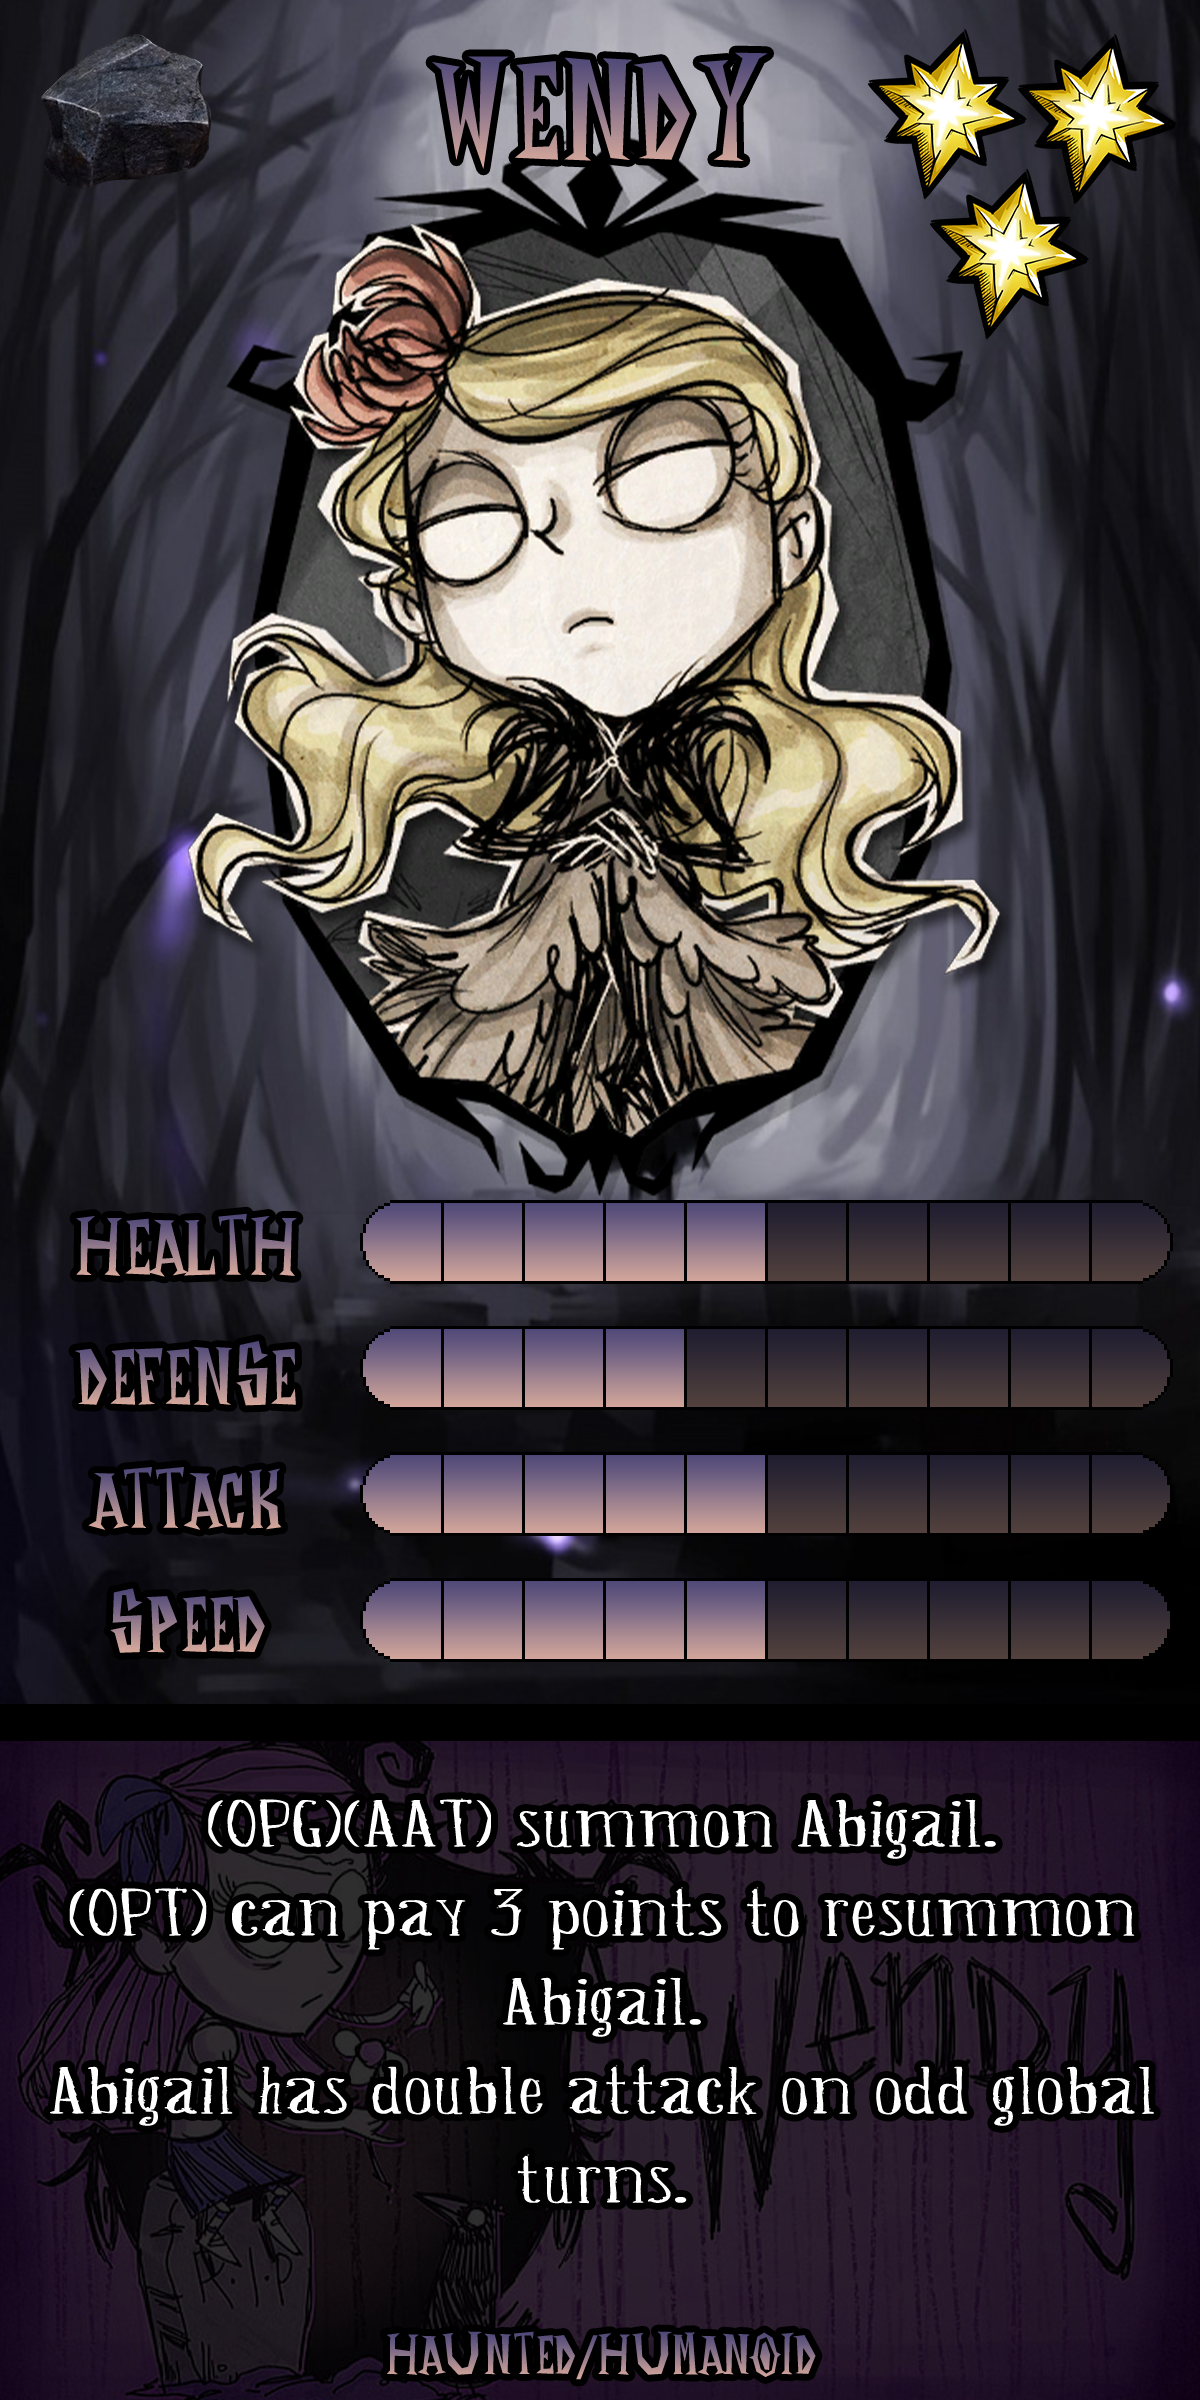 WENDY
HEALTH
DEFENSE
ATTACK
SPEED
(OPG)(AAT) summon Abigail.
(OPT) can pay 3 points to resummon
Abigail.
Abigail has double attack on odd global
turns.
Wendy
HAUNTED/HUMANOID